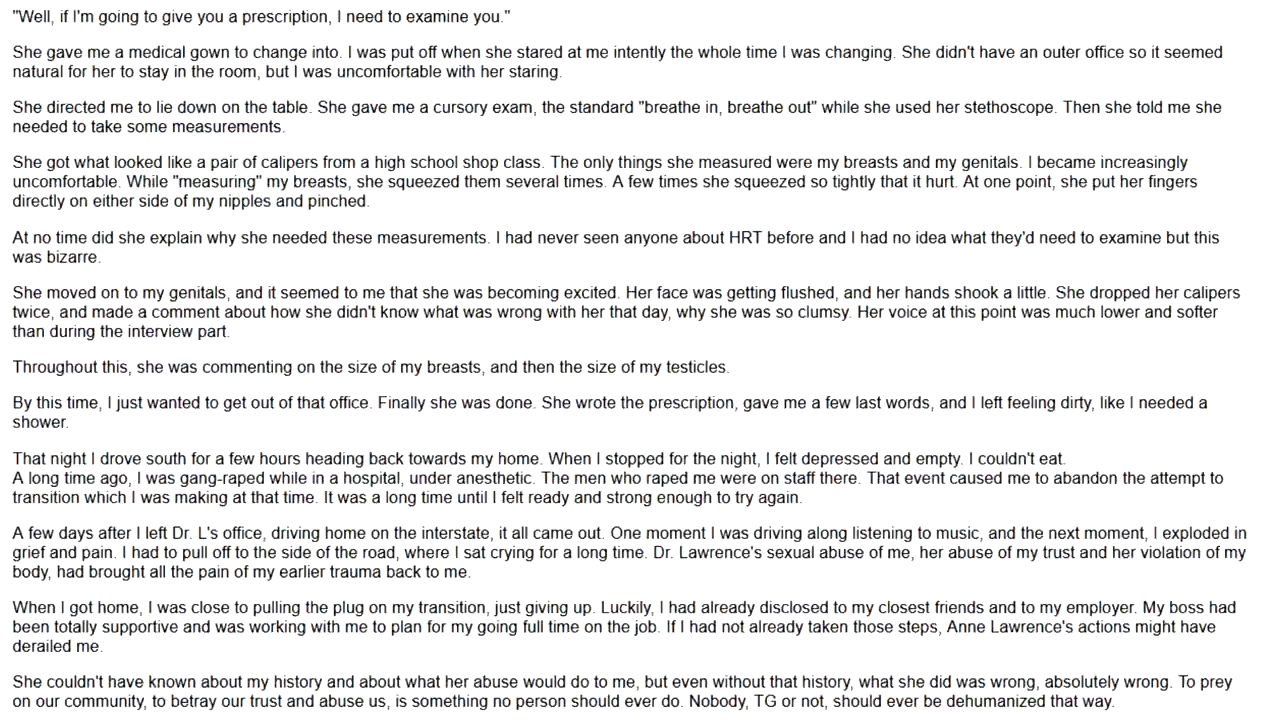 "Well, if I'm going to give you a prescription, I need to examine you."
She gave me a medical gown to change into. I was put off when she stared at me intently the whole time I was changing. She didn't have an outer office so it seemed
natural for her to stay in the room, but I was uncomfortable with her staring.
She directed me to lie down on the table. She gave me a cursory exam, the standard "breathe in, breathe out" while she used her stethoscope. Then she told me she
needed to take some measurements.
She got what looked like a pair of calipers from a high school shop class. The only things she measured were my breasts and my genitals. I became increasingly
uncomfortable. While "measuring" my breasts, she squeezed them several times. A few times she squeezed so tightly that it hurt. At one point, she put her fingers
directly on either side of my nipples and pinched.
At no time did she explain why she needed these measurements. I had never seen anyone about HRT before and I had no idea what they'd need to examine but this
was bizarre.
She moved on to my genitals, and it seemed to me that she was becoming excited. Her face was getting flushed, and her hands shook a little. She dropped her calipers
twice, and made a comment about how she didn't know what was wrong with her that day, why she was so clumsy. Her voice at this point was much lower and softer
than during the interview part.
Throughout this, she was commenting on the size of my breasts, and then the size of my testicles.
By this time, I just wanted to get out of that office. Finally she was done. She wrote the prescription, gave me a few last words, and I left feeling dirty, like I needed a
shower.
That night I drove south for a few hours heading back towards my home. When I stopped for the night, I felt depressed and empty. I couldn't eat.
A long time ago, I was gang-raped while in a hospital, under anesthetic. The men who raped me were on staff there. That event caused me to abandon the attempt to
transition which I was making at that time. It was a long time until I felt ready and strong enough to try again.
A few days after I left Dr. L's office, driving home on the interstate, it all came out. One moment I was driving along listening to music, and the next moment, I exploded in
grief and pain. I had to pull off to the side of the road, where I sat crying for a long time. Dr. Lawrence's sexual abuse of me, her abuse of my trust and her violation of my
body, had brought all the pain of my earlier trauma back to me.
When I got home, I was close to pulling the plug on my transition, just giving up. Luckily, I had already disclosed to my closest friends and to my employer. My boss had
been totally supportive and was working with me to plan for my going full time on the job. If I had not already taken those steps, Anne Lawrence's actions might have
derailed me.
She couldn't have known about my history and about what her abuse would do to me, but even without that history, what she did was wrong, absolutely wrong. To prey
on our community, to betray our trust and abuse us, is something no person should ever do. Nobody, TG or not, should ever be dehumanized that way.